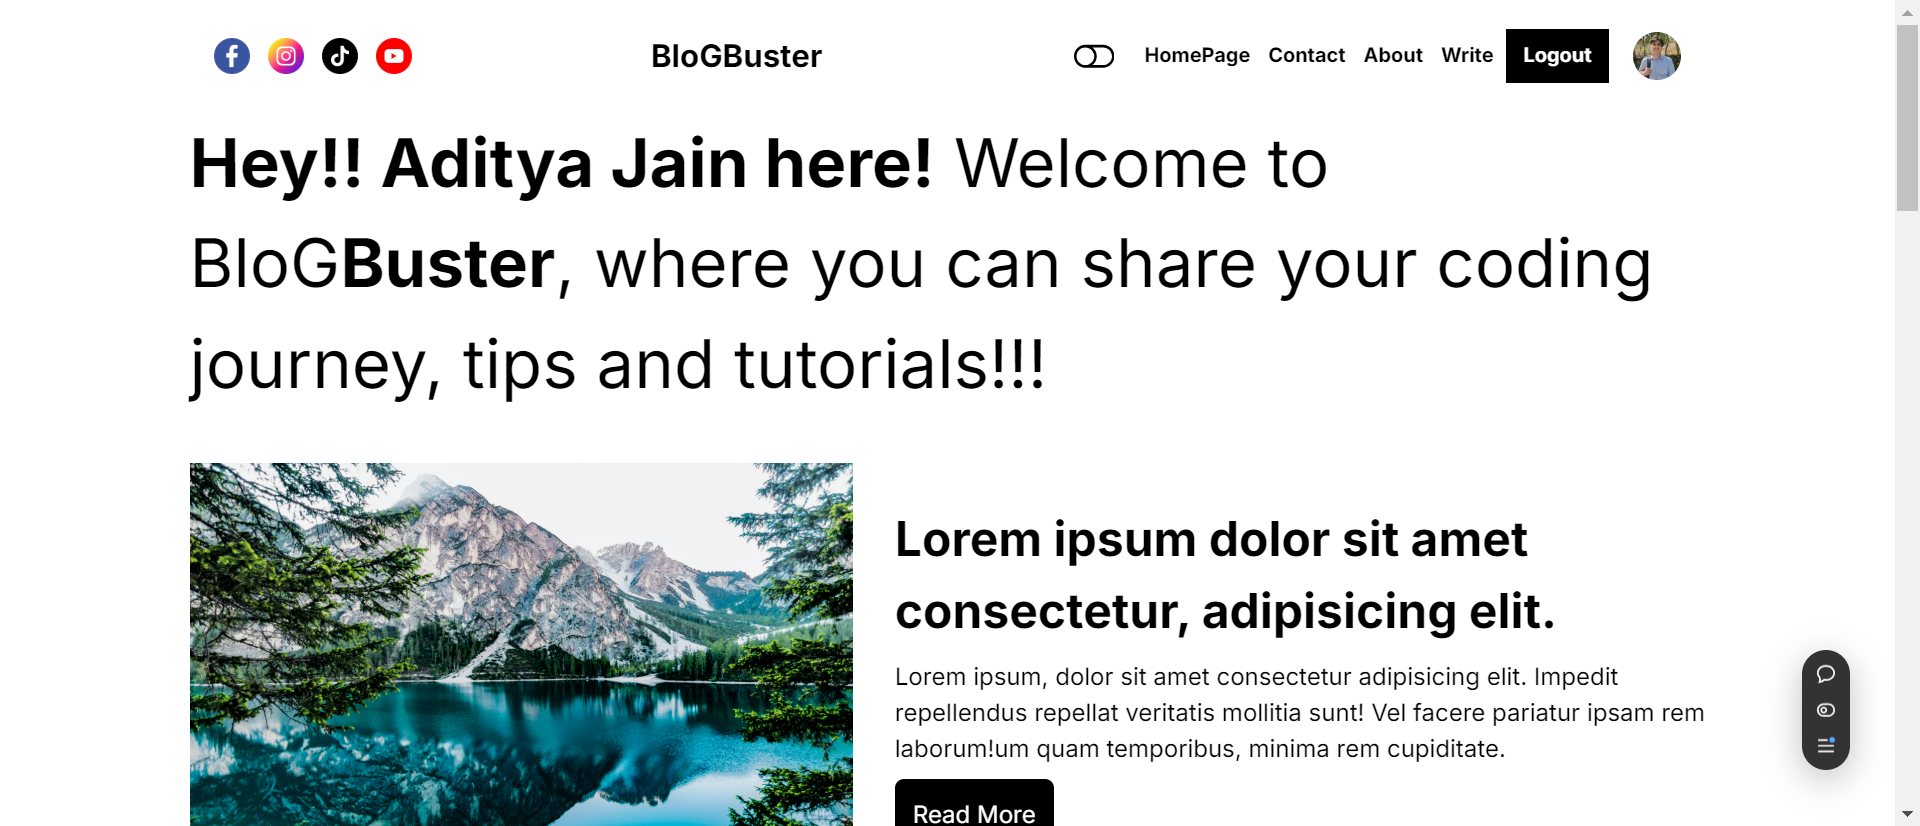 BloGBuster
HomePage Contact About Write Logout
Hey!! Aditya Jain here! Welcome to
BloGBuster, where you can share your coding
journey, tips and tutorials!!!
Lorem ipsum dolor sit amet
consectetur, adipisicing elit.
Lorem ipsum, dolor sit amet consectetur adipisicing elit. Impedit
repellendus repellat veritatis mollitia sunt! Vel facere pariatur ipsam rem
laborum!um quam temporibus, minima rem cupiditate.
Read More